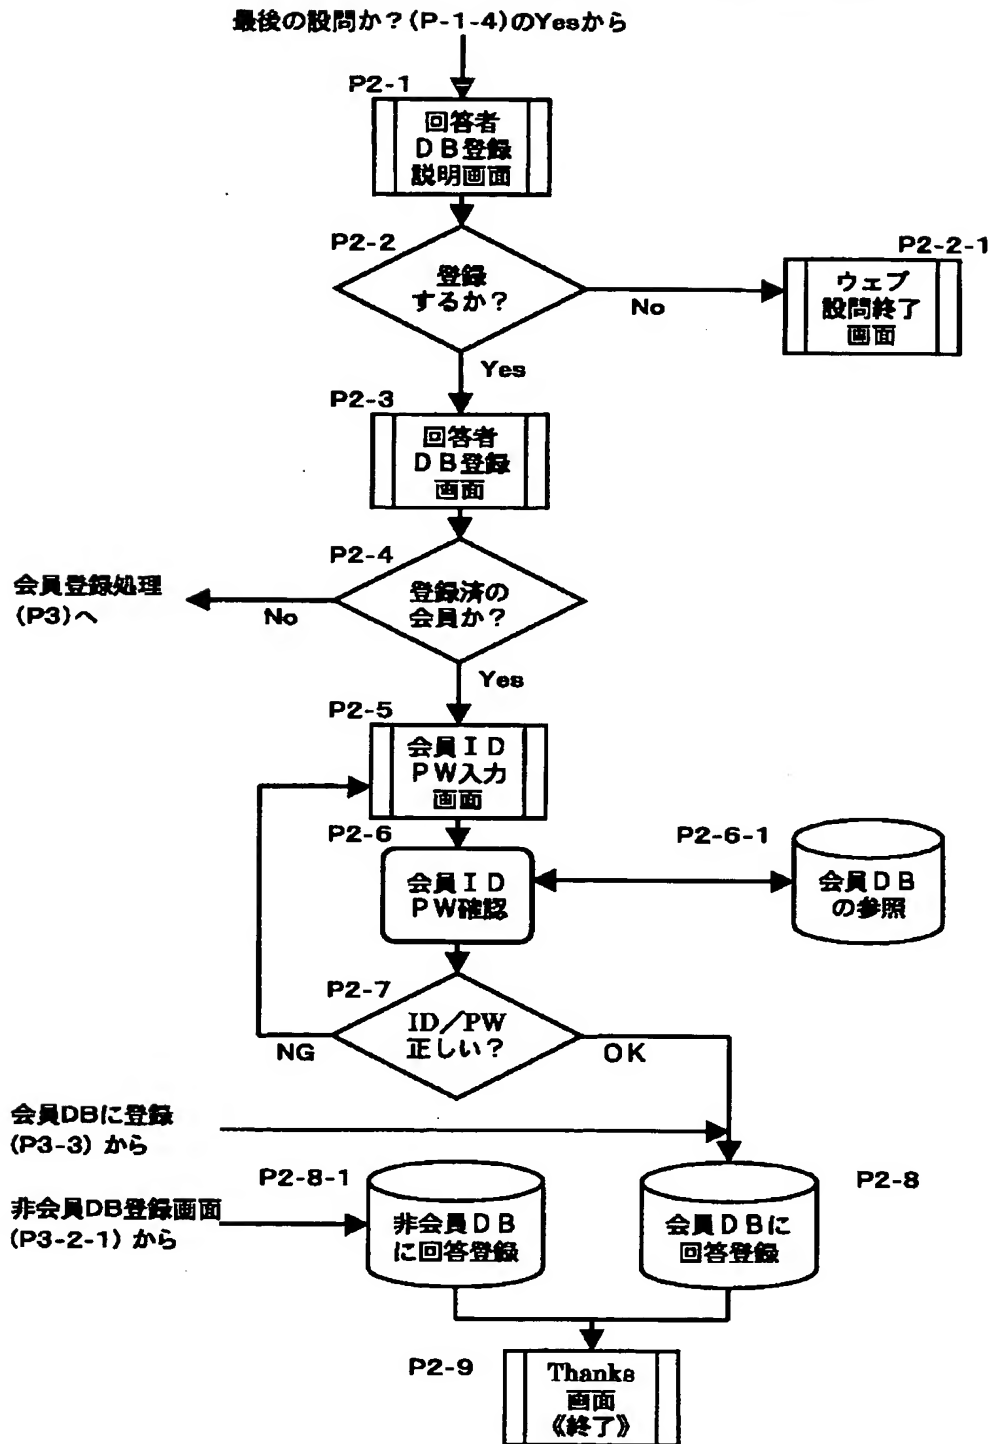 最後の設問か？(P-1-4)のYesから
P2-1
回答者
ＤＢ登録
説明画面
P2-2
登録
するか？
No
P2-2-1
ウェブ
設問終了
画面
Yes
P2-3
回答者
ＤＢ登録
画面
P2-4
登録済の
会員か？
No
会員登録処理
(P3)へ
Yes
P2-5
会員ＩＤ
ＰＷ入力
画面
P2-6
会員ＩＤ
ＰＷ確認
P2-6-1
会員ＤＢ
の参照
P2-7
ID／PW
正しい？
NG
OK
会員DBに登録
(P3-3) から
P2-8-1
非会員ＤＢ
に回答登録
P2-8
会員ＤＢに
回答登録
非会員DB登録画面
(P3-2-1) から
P2-9
Thanks
画面
《終了》